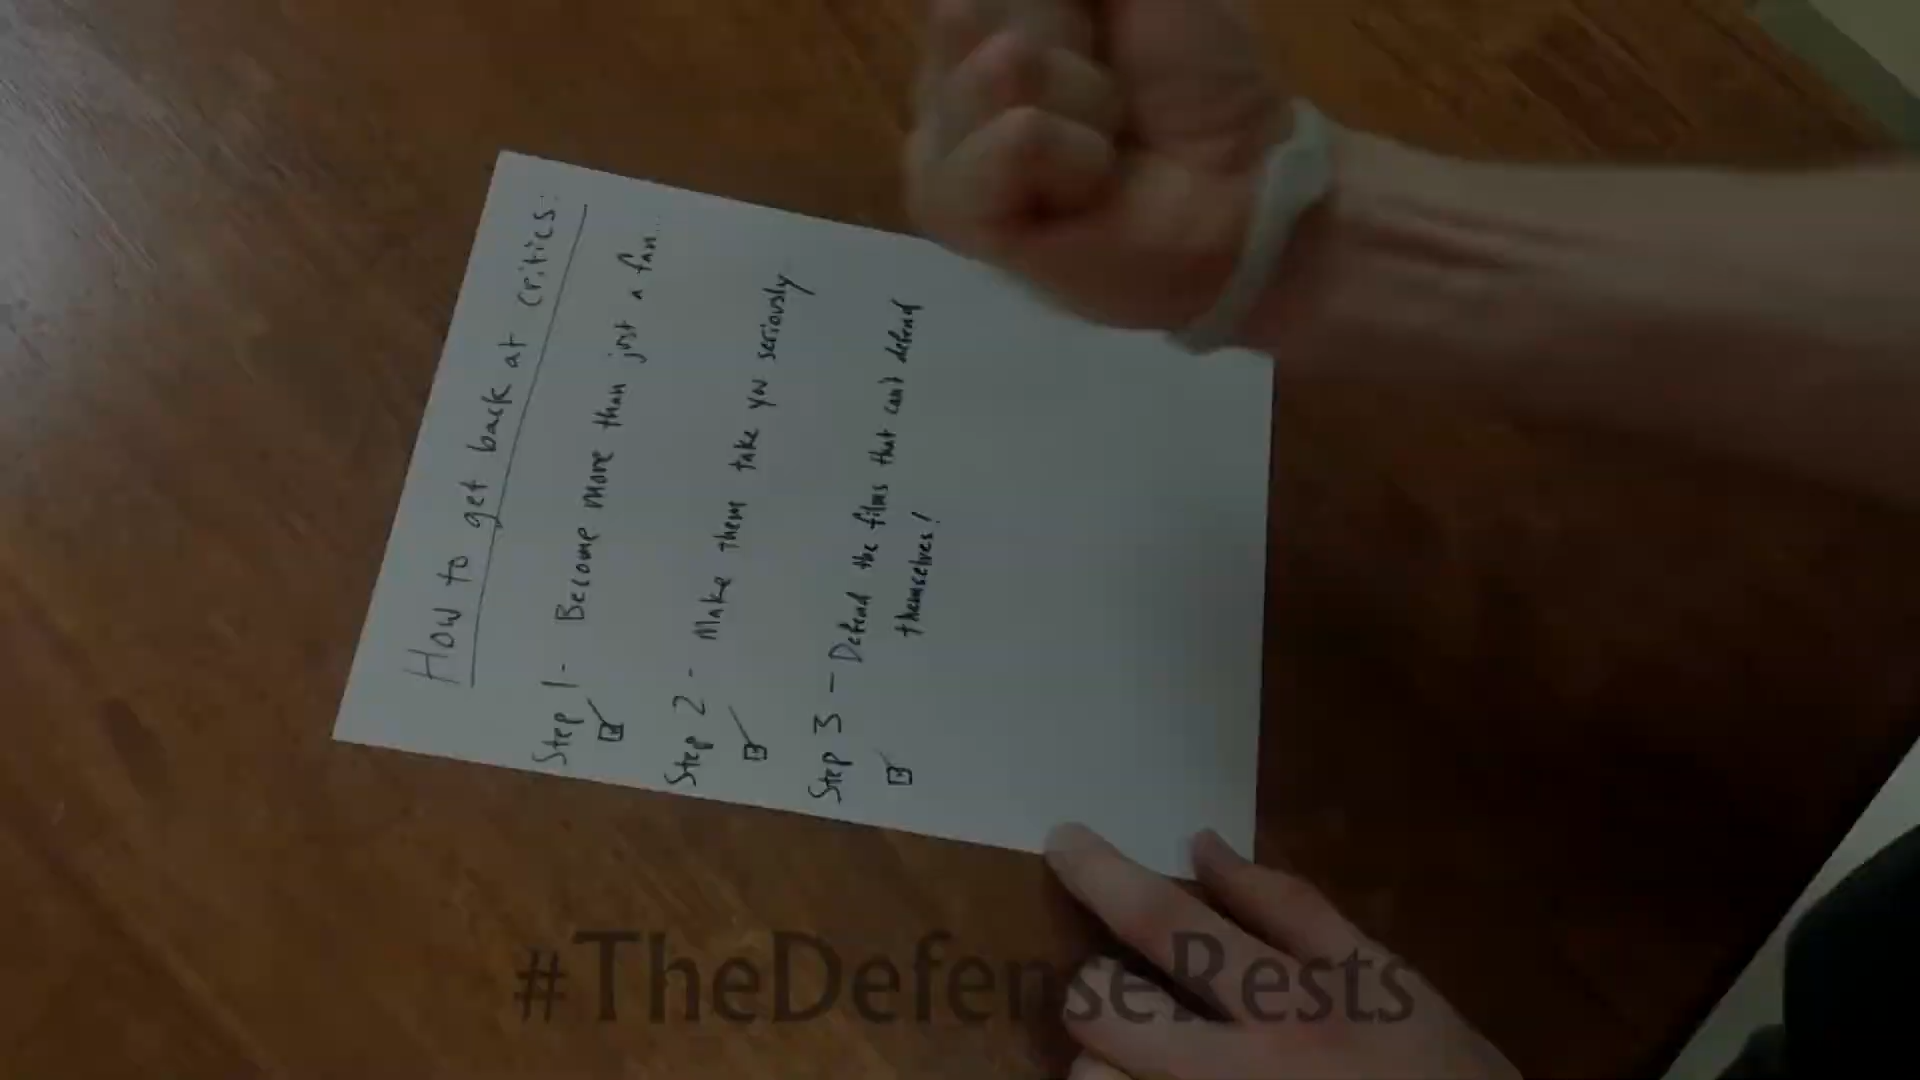 How to get back at critics:
Step 1 - Become more than just a fan...
Step 2 - Make them take you seriously
Step 3 - Defend the films that can't defend
themselves!
#TheDefenseRests